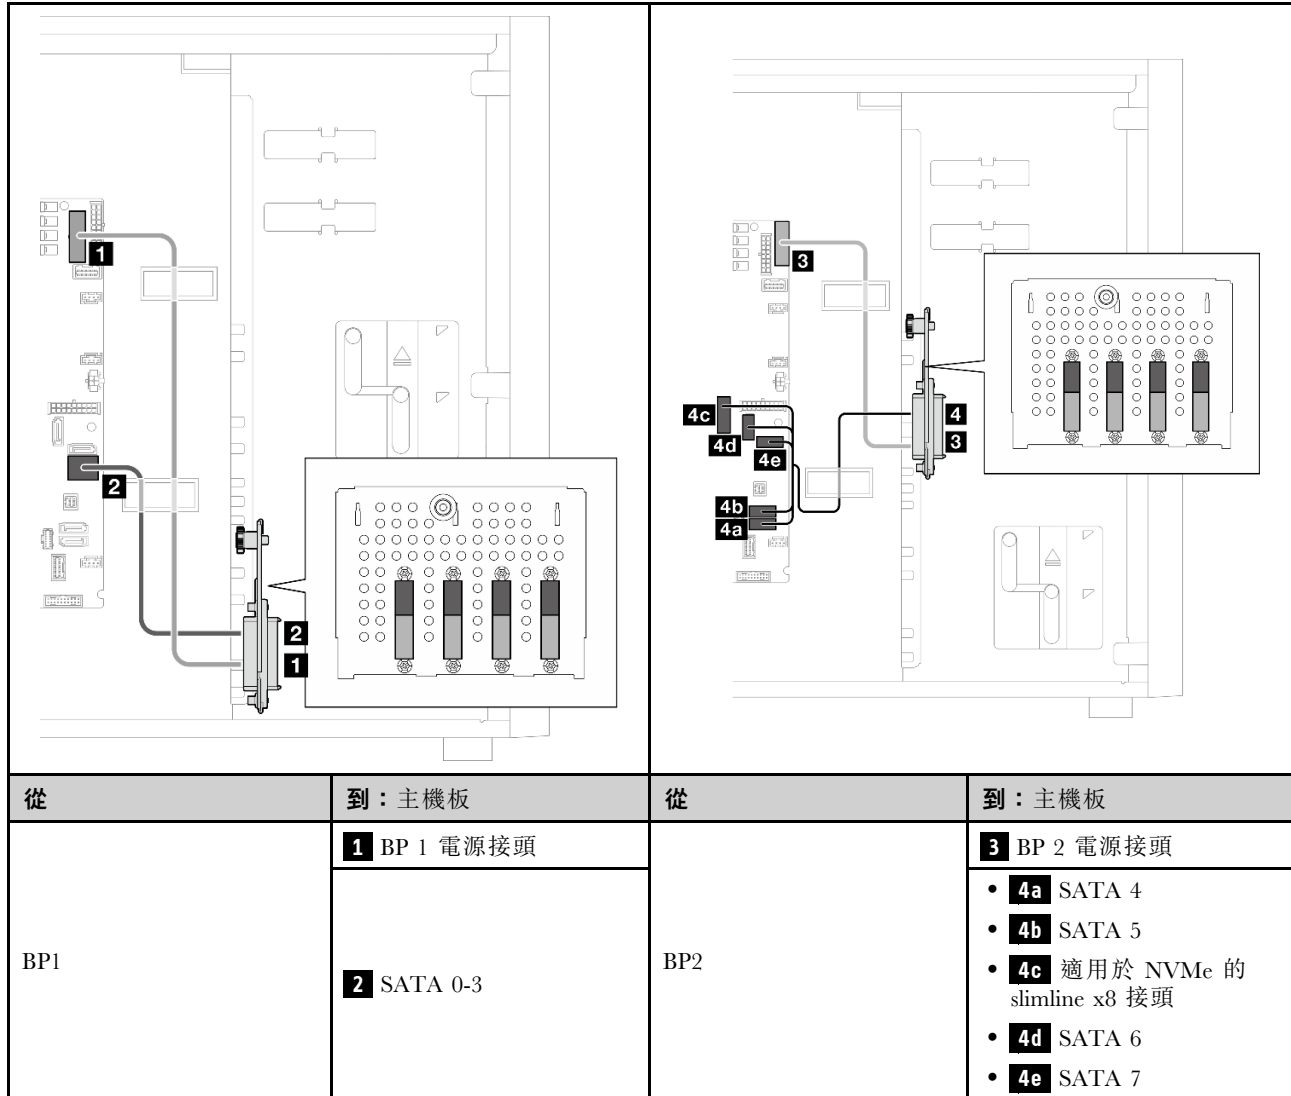 1
2
2
1
3
4c
4d
4e
4b
4a
4
3
從
到：主機板
從
到：主機板
BP1
1 BP 1 電源接頭
2 SATA 0-3
BP2
3 BP 2 電源接頭
• 4a SATA 4
• 4b SATA 5
• 4c 適用於 NVMe 的
slimline x8 接頭
• 4d SATA 6
• 4e SATA 7